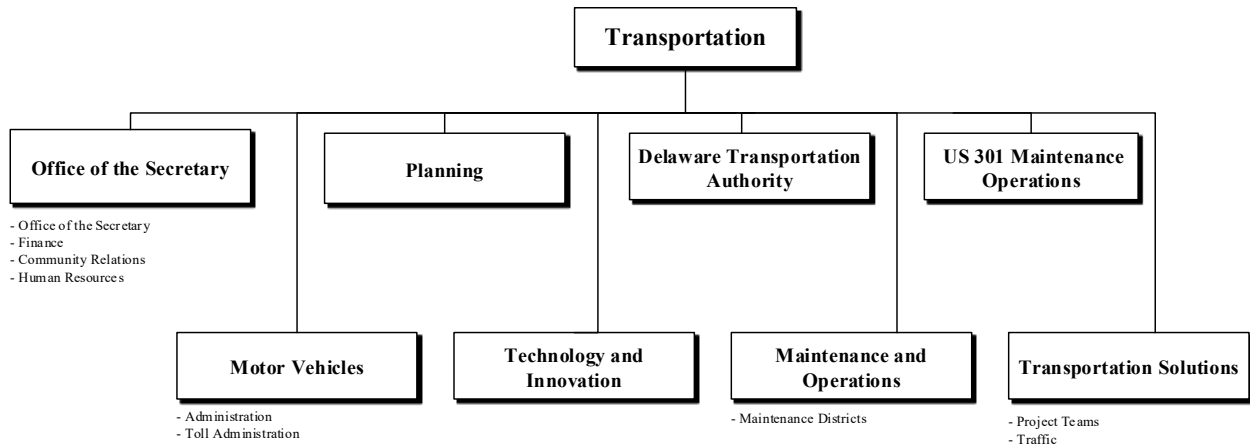 Transportation
Office of the Secretary
Planning
Delaware Transportation
Authority
US 301 Maintenance
Operations
- Office of the Secretary
- Finance
- Community Relations
- Human Resources
Motor Vehicles
Technology and
Innovation
Maintenance and
Operations
Transportation Solutions
- Administration
- Toll Administration
- Maintenance Districts
- Project Teams
- Traffic